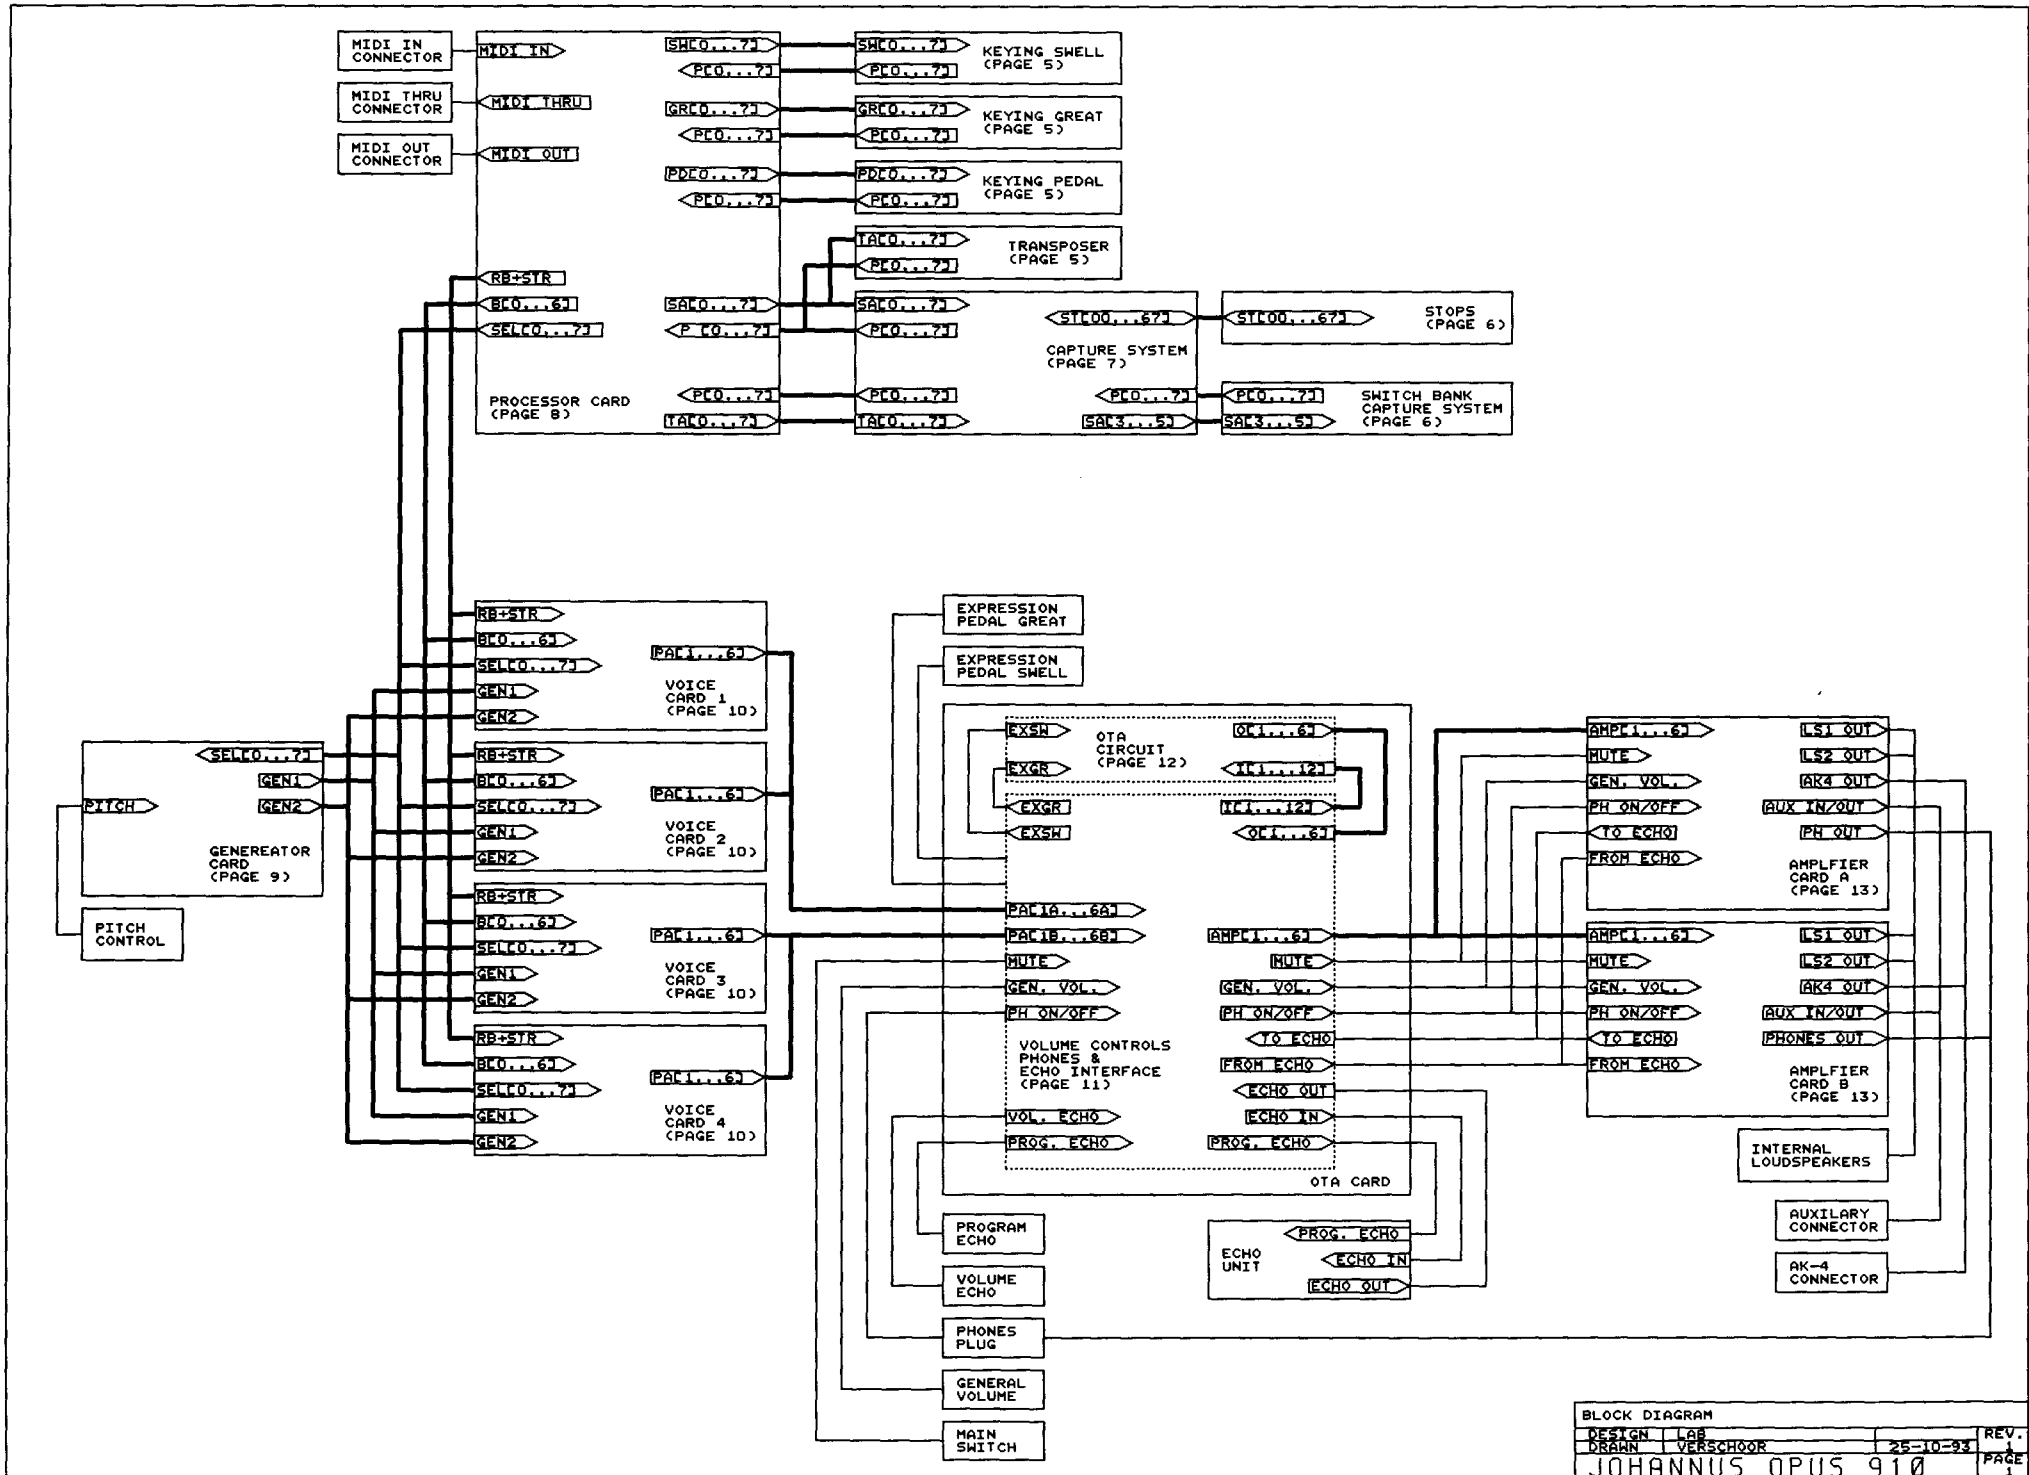 MIDI IN
CONNECTOR
MIDI THRU
CONNECTOR
MIDI OUT
CONNECTOR
MIDI IN
MIDI THRU
MIDI OUT
RB+STR
B[0...6]
SEL[0...7]
PROCESSOR CARD
(PAGE 8)
SW[0...7]
P[0...7]
GR[0...7]
P[0...7]
PD[0...7]
P[0...7]
SA[0...7]
P [0...7]
P[0...7]
TA[0...7]
SW[0...7]
P[0...7]
KEYING SWELL
(PAGE 5)
GR[0...7]
P[0...7]
KEYING GREAT
(PAGE 5)
PD[0...7]
P[0...7]
KEYING PEDAL
(PAGE 5)
TA[0...7]
P[0...7]
TRANSPOSER
(PAGE 5)
SA[0...7]
P[0...7]
P[0...7]
TA[0...7]
ST[00...67]
CAPTURE SYSTEM
(PAGE 7)
P[0...7]
SA[3...5]
ST[00...67]
STOPS
(PAGE 6)
P[0...7]
SA[3...5]
SWITCH BANK
CAPTURE SYSTEM
(PAGE 6)
SEL[0...7]
GEN1
GEN2
PITCH
GENEREATOR
CARD
(PAGE 9)
PITCH
CONTROL
RB+STR
B[0...6]
SEL[0...7]
GEN1
GEN2
PA[1...6]
VOICE
CARD 1
(PAGE 10)
RB+STR
B[0...6]
SEL[0...7]
GEN1
GEN2
PA[1...6]
VOICE
CARD 2
(PAGE 10)
RB+STR
B[0...6]
SEL[0...7]
GEN1
GEN2
PA[1...6]
VOICE
CARD 3
(PAGE 10)
RB+STR
B[0...6]
SEL[0...7]
GEN1
GEN2
PA[1...6]
VOICE
CARD 4
(PAGE 10)
EXPRESSION
PEDAL GREAT
EXPRESSION
PEDAL SWELL
EXSW
EXGR
OTA
CIRCUIT
(PAGE 12)
O[1...6]
I[1...12]
EXGR
EXSW
I[1...12]
O[1...6]
PA[1A...6A]
PA[1B...6B]
MUTE
GEN. VOL.
PH ON/OFF
VOLUME CONTROLS
PHONES &
ECHO INTERFACE
(PAGE 11)
VOL. ECHO
PROG. ECHO
AMP[1...6]
MUTE
GEN. VOL.
PH ON/OFF
TO ECHO
FROM ECHO
ECHO OUT
ECHO IN
PROG. ECHO
OTA CARD
PROGRAM
ECHO
VOLUME
ECHO
PHONES
PLUG
GENERAL
VOLUME
MAIN
SWITCH
ECHO
UNIT
PROG. ECHO
ECHO IN
ECHO OUT
AMP[1...6]
MUTE
GEN. VOL.
PH ON/OFF
TO ECHO
FROM ECHO
LS1 OUT
LS2 OUT
AK4 OUT
AUX IN/OUT
PH OUT
AMPLFIER
CARD A
(PAGE 13)
AMP[1...6]
MUTE
GEN. VOL.
PH ON/OFF
TO ECHO
FROM ECHO
LS1 OUT
LS2 OUT
AK4 OUT
AUX IN/OUT
PHONES OUT
AMPLFIER
CARD B
(PAGE 13)
INTERNAL
LOUDSPEAKERS
AUXILARY
CONNECTOR
AK-4
CONNECTOR
BLOCK DIAGRAM
DESIGN LAB REV.
DRAWN VERSCHOOR 25-10-93 1
JOHANNUS OPUS 910 PAGE
1